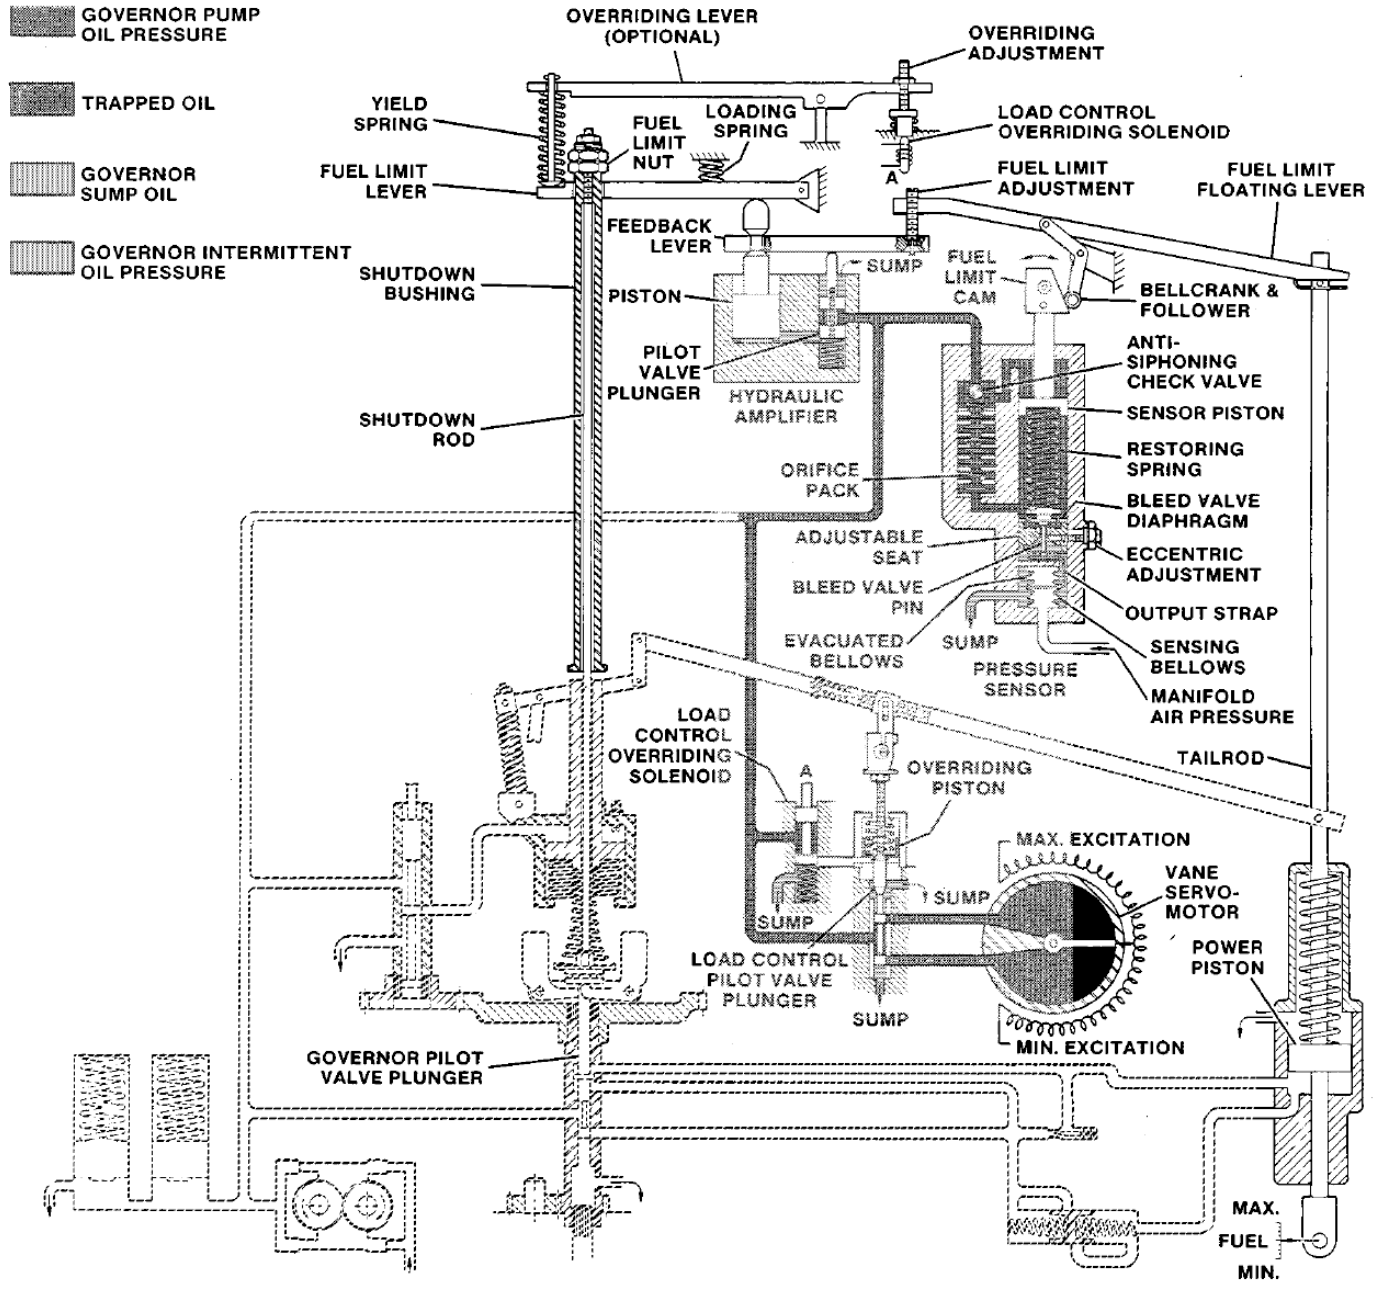 GOVERNOR PUMP
OIL PRESSURE
TRAPPED OIL
GOVERNOR
SUMP OIL
GOVERNOR INTERMITTENT
OIL PRESSURE
OVERRIDING LEVER
(OPTIONAL)
OVERRIDING
ADJUSTMENT
YIELD
SPRING
FUEL
LIMIT
NUT
LOADING
SPRING
LOAD CONTROL
OVERRIDING SOLENOID
A
FUEL LIMIT
LEVER
FUEL LIMIT
ADJUSTMENT
FUEL LIMIT
FLOATING LEVER
FEEDBACK
LEVER
SUMP
FUEL
LIMIT
CAM
SHUTDOWN
BUSHING
PISTON
BELLCRANK &
FOLLOWER
PILOT
VALVE
PLUNGER
HYDRAULIC
AMPLIFIER
ANTI-
SIPHONING
CHECK VALVE
SENSOR PISTON
SHUTDOWN
ROD
RESTORING
SPRING
ORIFICE
PACK
BLEED VALVE
DIAPHRAGM
ADJUSTABLE
SEAT
ECCENTRIC
ADJUSTMENT
BLEED VALVE
PIN
OUTPUT STRAP
EVACUATED
BELLOWS
SUMP
SENSING
BELLOWS
PRESSURE
SENSOR
MANIFOLD
AIR PRESSURE
LOAD
CONTROL
OVERRIDING
SOLENOID
A
OVERRIDING
PISTON
TAILROD
MAX. EXCITATION
VANE
SERVO-
MOTOR
SUMP
SUMP
LOAD CONTROL
PILOT VALVE
PLUNGER
SUMP
POWER
PISTON
MIN. EXCITATION
GOVERNOR PILOT
VALVE PLUNGER
MAX.
FUEL
MIN.